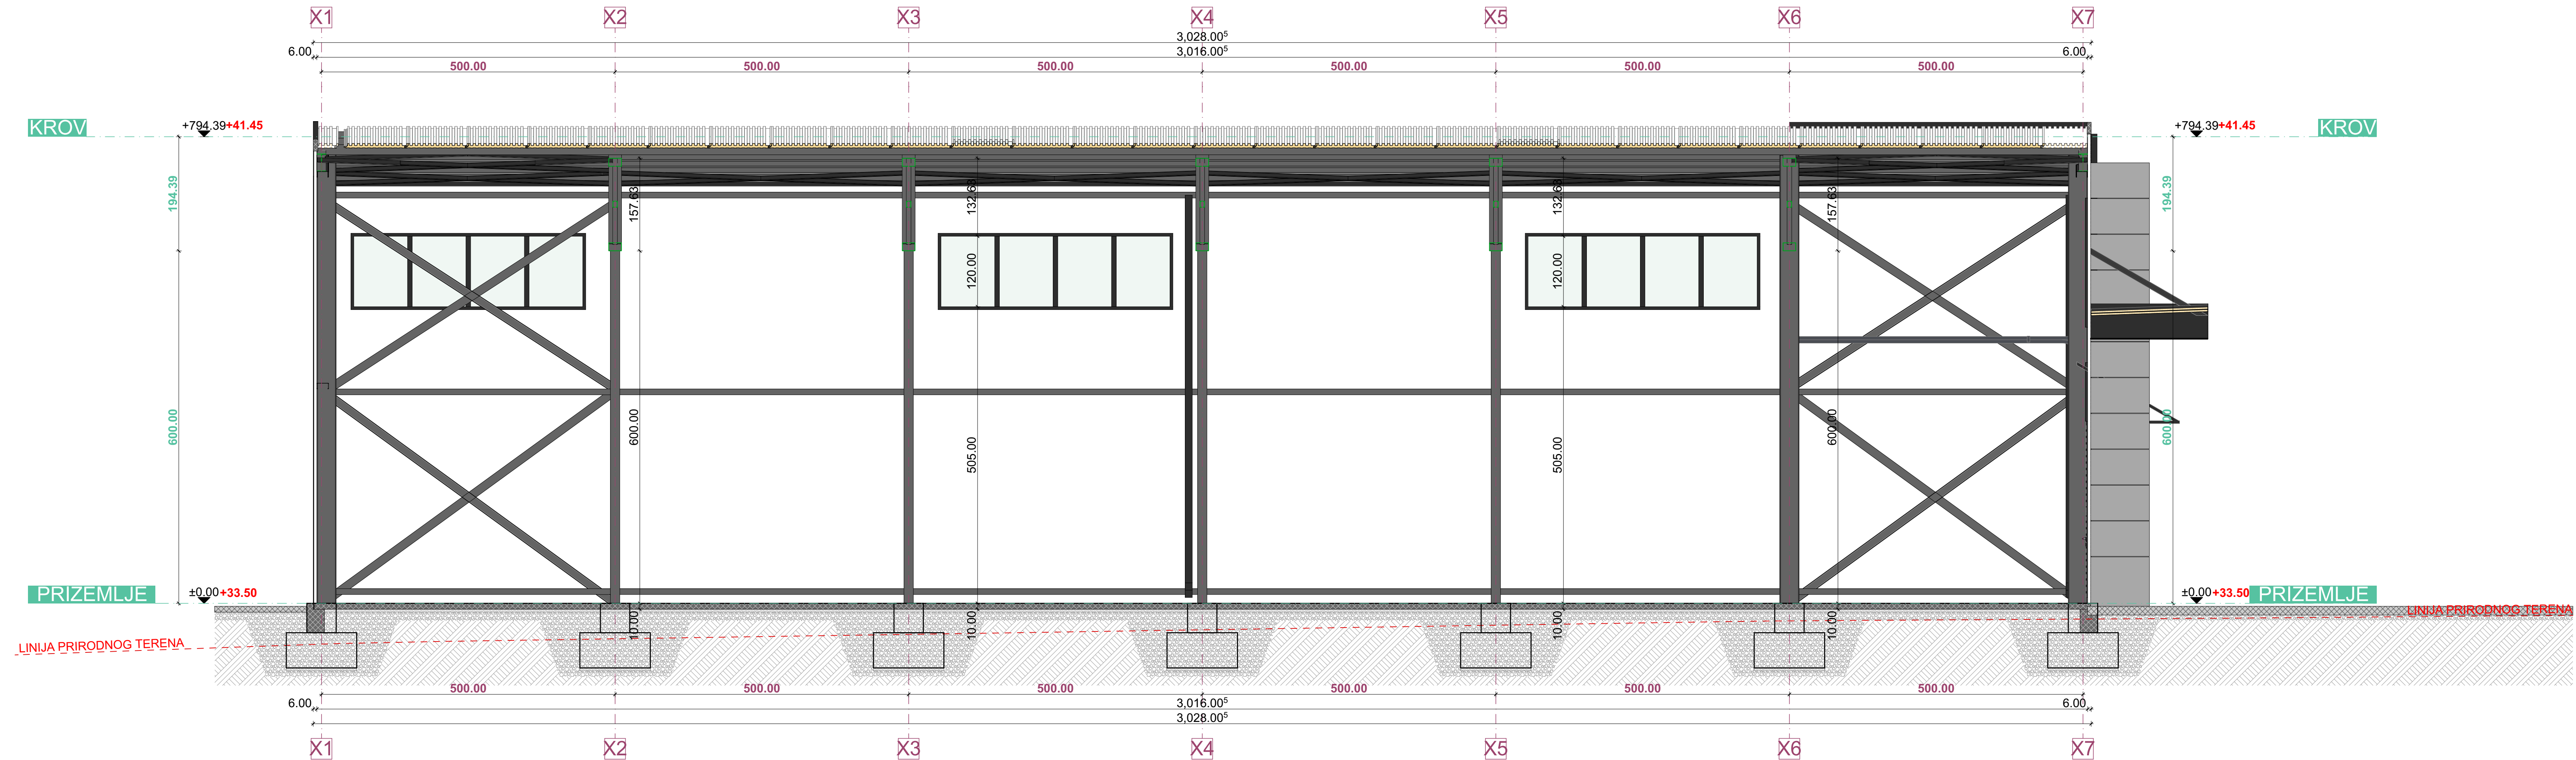 X1 X2 X3 X4 X5 X6 X7
3,028.00⁵
6.00 3,016.00⁵ 6.00
500.00 500.00 500.00 500.00 500.00 500.00
KROV +794.39 +41.45 +794.39 +41.45 KROV
194.39 157.63 132.63 132.63 157.63 194.39
120.00 120.00
600.00 600.00 505.00 505.00 600.00 600.00
PRIZEMLJE ±0.00 +33.50 ±0.00 +33.50 PRIZEMLJE
LINIJA PRIRODNOG TERENA
10.00 10.00 10.00 10.00
LINIJA PRIRODNOG TERENA
500.00 500.00 500.00 500.00 500.00 500.00
6.00 3,016.00⁵ 6.00
3,028.00⁵
X1 X2 X3 X4 X5 X6 X7